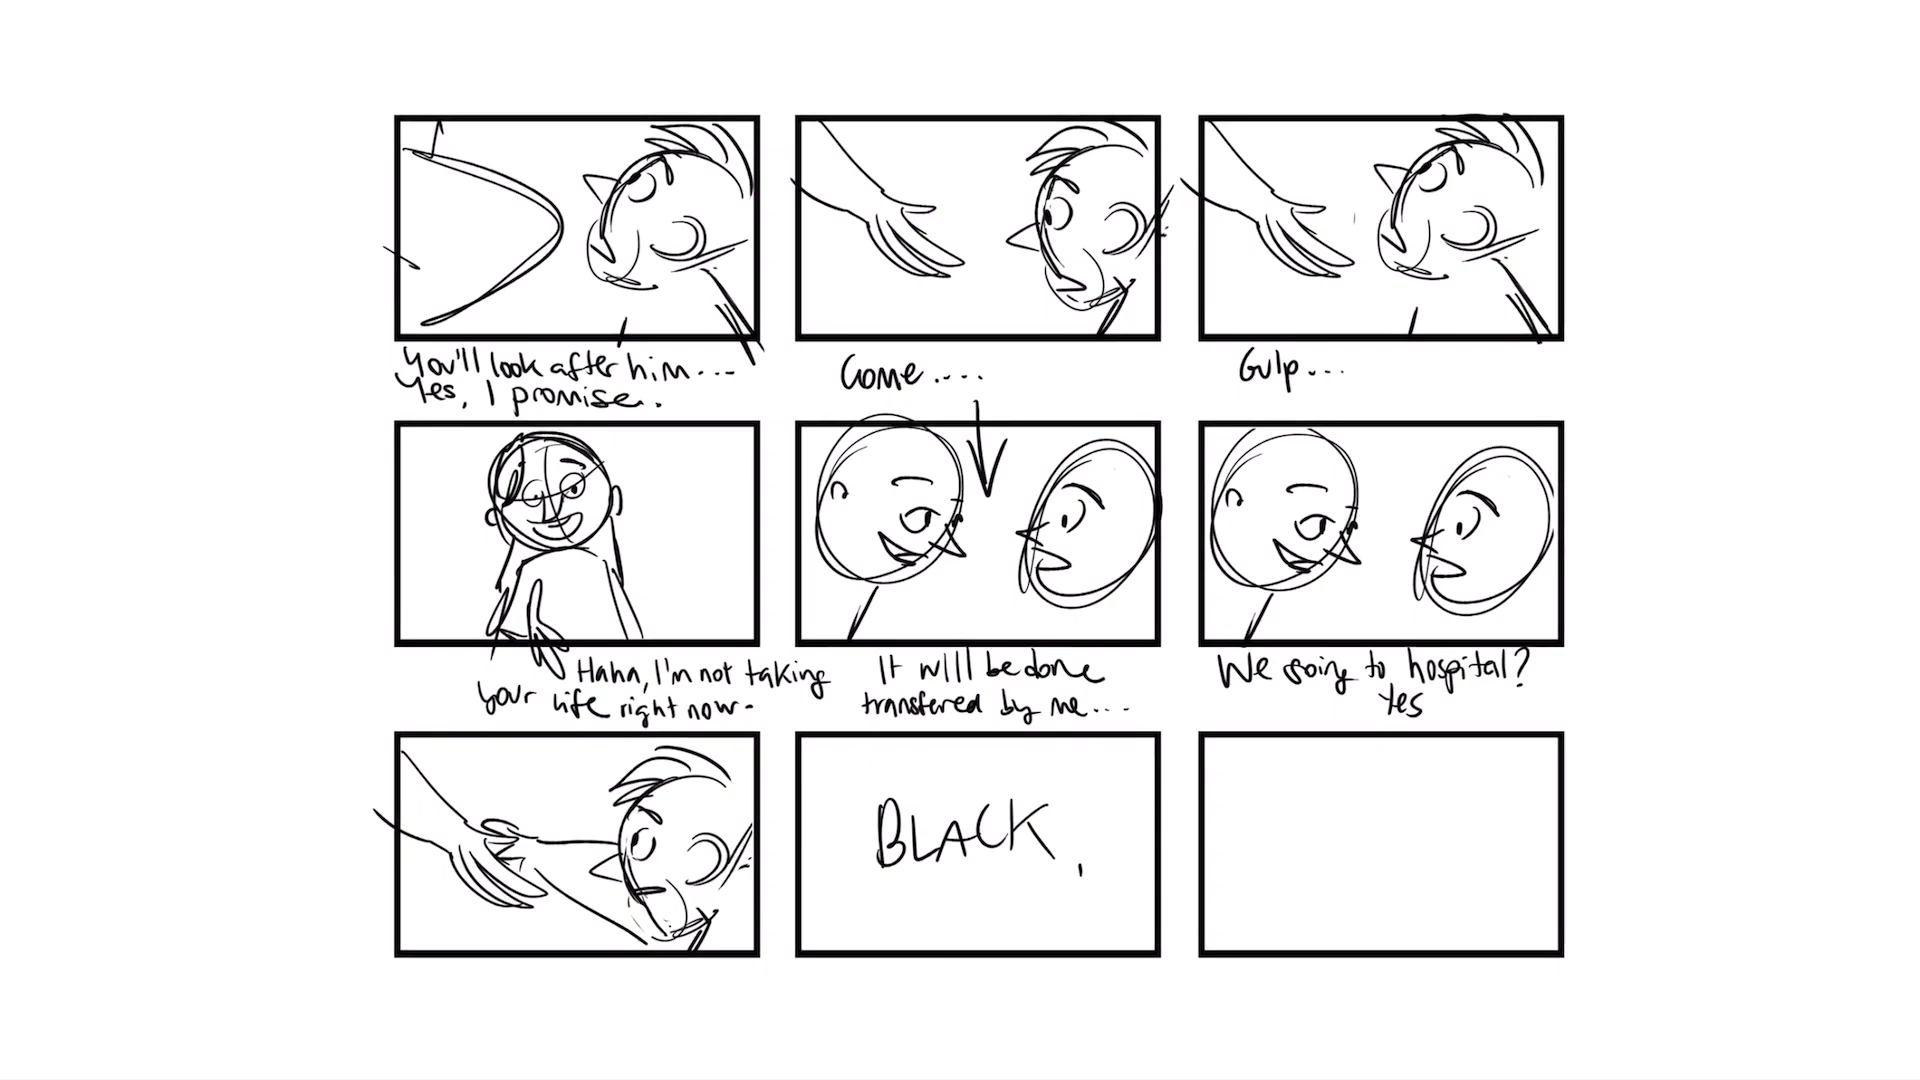 You'll look after him...
Yes, I promise..
Come....
Gulp...
Haha, I'm not taking
your life right now.
It will be done
transfered by me....
We going to hospital?
Yes
BLACK,